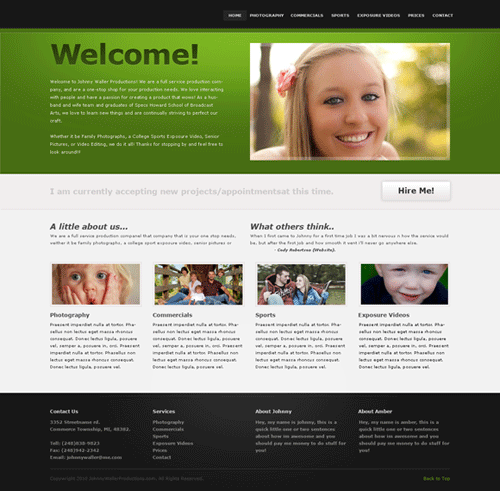 HOME PHOTOGRAPHY COMMERCIALS SPORTS EXPOSURE VIDEOS PRICES CONTACT
Welcome!
Welcome to Johnny Waller Productions! We are a full service production com-
pany, and are a one-stop shop for your production needs. We love interacting
with people and have a passion for creating a product that wows! As a hus-
band and wife team and graduates of Specs Howard School of Broadcast
Arts, we love to learn new things and are continually striving to perfect our
craft.
Whether it be Family Photographs, a College Sports Exposure Video, Senior
Pictures, or Video Editing, we do it all! Thanks for stopping by and feel free to
look around!!!
I am currently accepting new projects/appointmentsat this time.
Hire Me!
A little about us...
We are a full service production companel that company that is your one stop needs.
wether it be family photographs, a college sport exposure video, senior pictures or
What others think..
When I first came to Johnny for a first time job I was a bit nervous n how the service would
be, but after the first job and how smooth it went I'll never go anywhere else.
- Cody Robertson (Website).
Photography
Praesent imperdiet nulla at tortor. Pha-
sellus non lectus eget massa rhoncus
consequat. Donec lectus ligula, posuere
vel, semper a, posuere in, orci. Praesent
imperdiet nulla at tortor. Phasellus non
lectus eget massa rhoncus consequat.
Donec lectus ligula, posuere vel.
Commercials
Praesent imperdiet nulla at tortor. Pha-
sellus non lectus eget massa rhoncus
consequat. Donec lectus ligula, posuere
vel, semper a, posuere in, orci. Praesent
imperdiet nulla at tortor. Phasellus non
lectus eget massa rhoncus consequat.
Donec lectus ligula, posuere vel.
Sports
Praesent imperdiet nulla at tortor. Pha-
sellus non lectus eget massa rhoncus
consequat. Donec lectus ligula, posuere
vel, semper a, posuere in, orci. Praesent
imperdiet nulla at tortor. Phasellus non
lectus eget massa rhoncus consequat.
Donec lectus ligula, posuere vel.
Exposure Videos
Praesent imperdiet nulla at tortor. Pha-
sellus non lectus eget massa rhoncus
consequat. Donec lectus ligula, posuere
vel, semper a, posuere in, orci. Praesent
imperdiet nulla at tortor. Phasellus non
lectus eget massa rhoncus consequat.
Donec lectus ligula, posuere vel.
Contact Us
3352 Streetname rd.
Commerce Township, MI, 48382.
Tell: (248)938-9823
Fax: (248)942-2342
Email: johnnywaller@me.com
Services
Photography
Commercials
Sports
Exposure Videos
Prices
Contact
About Johnny
Hey, my name is johnny, this is a
quick little one or two sentences
about how im awesome and you
should pay me money to do stuff
for you!
About Amber
Hey, my name is amber, this is a
quick little one or two sentences
about how im awesome and you
should pay me money to do stuff for
you!
Copyright 2010 JohnnyWallerProductions.com. All Rights Reserved.
Back to Top